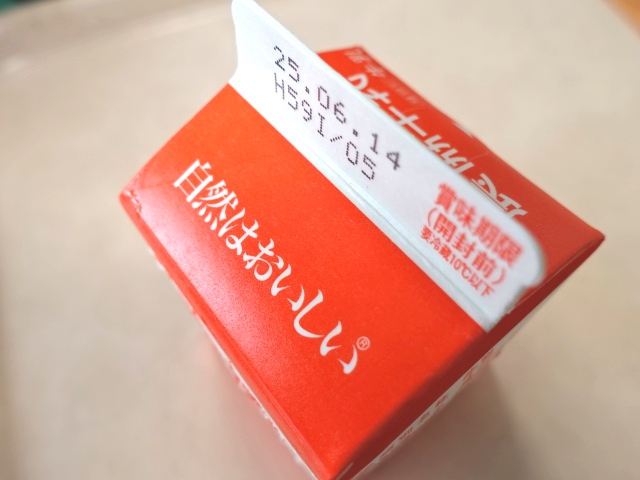 25.06.14
H59I/05
賞味期限
(開封前)
要冷蔵10℃以下
自然はおいしい®